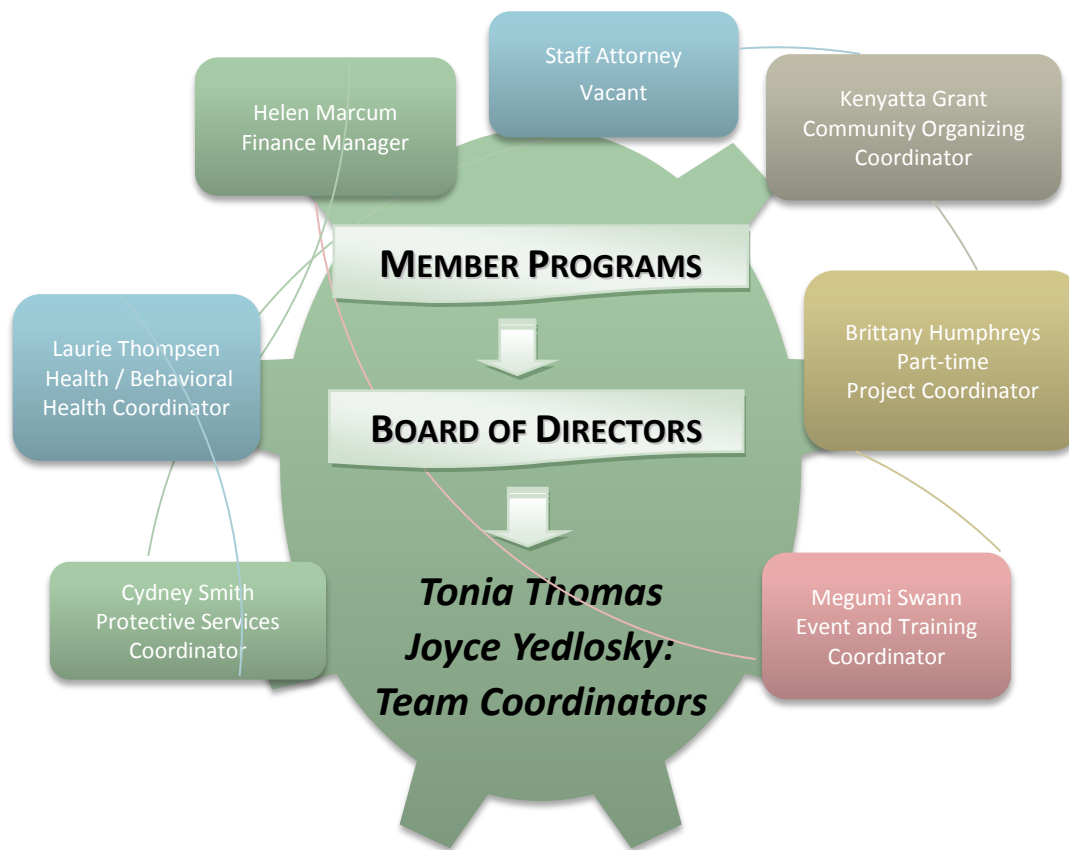 Staff Attorney
Vacant
Helen Marcum
Finance Manager
Kenyatta Grant
Community Organizing
Coordinator
MEMBER PROGRAMS
Laurie Thompsen
Health / Behavioral
Health Coordinator
Brittany Humphreys
Part-time
Project Coordinator
BOARD OF DIRECTORS
Cydney Smith
Protective Services
Coordinator
Tonia Thomas
Joyce Yedlosky:
Team Coordinators
Megumi Swann
Event and Training
Coordinator